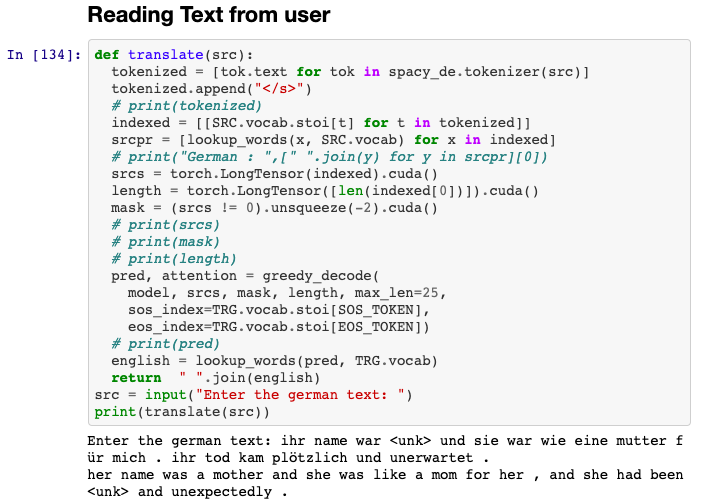 Reading Text from user
In [134]: def translate(src):
  tokenized = [tok.text for tok in spacy_de.tokenizer(src)]
  tokenized.append("</s>")
  # print(tokenized)
  indexed = [[SRC.vocab.stoi[t] for t in tokenized]]
  srcpr = [lookup_words(x, SRC.vocab) for x in indexed]
  # print("German : ",[" ".join(y) for y in srcpr][0])
  srcs = torch.LongTensor(indexed).cuda()
  length = torch.LongTensor([len(indexed[0])]).cuda()
  mask = (srcs != 0).unsqueeze(-2).cuda()
  # print(srcs)
  # print(mask)
  # print(length)
  pred, attention = greedy_decode(
    model, srcs, mask, length, max_len=25,
    sos_index=TRG.vocab.stoi[SOS_TOKEN],
    eos_index=TRG.vocab.stoi[EOS_TOKEN])
  # print(pred)
  english = lookup_words(pred, TRG.vocab)
  return  " ".join(english)
src = input("Enter the german text: ")
print(translate(src))
Enter the german text: ihr name war <unk> und sie war wie eine mutter f
ür mich . ihr tod kam plötzlich und unerwartet .
her name was a mother and she was like a mom for her , and she had been
<unk> and unexpectedly .